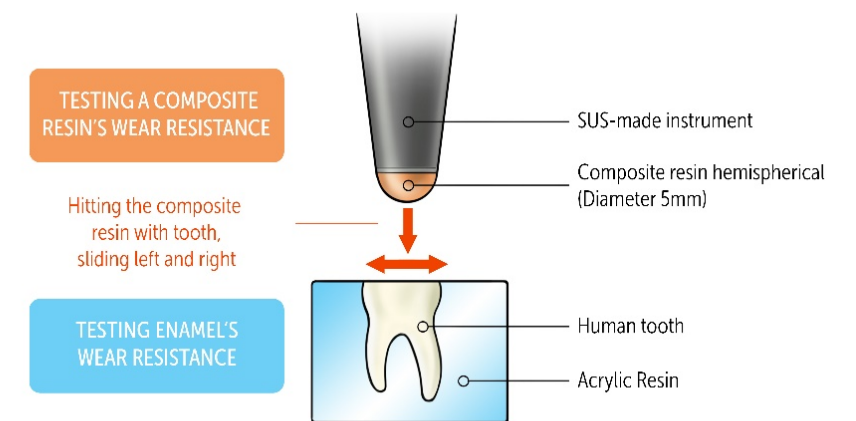 TESTING A COMPOSITE
RESIN'S WEAR RESISTANCE
Hitting the composite
resin with tooth,
sliding left and right
TESTING ENAMEL'S
WEAR RESISTANCE
SUS-made instrument
Composite resin hemispherical
(Diameter 5mm)
Human tooth
Acrylic Resin